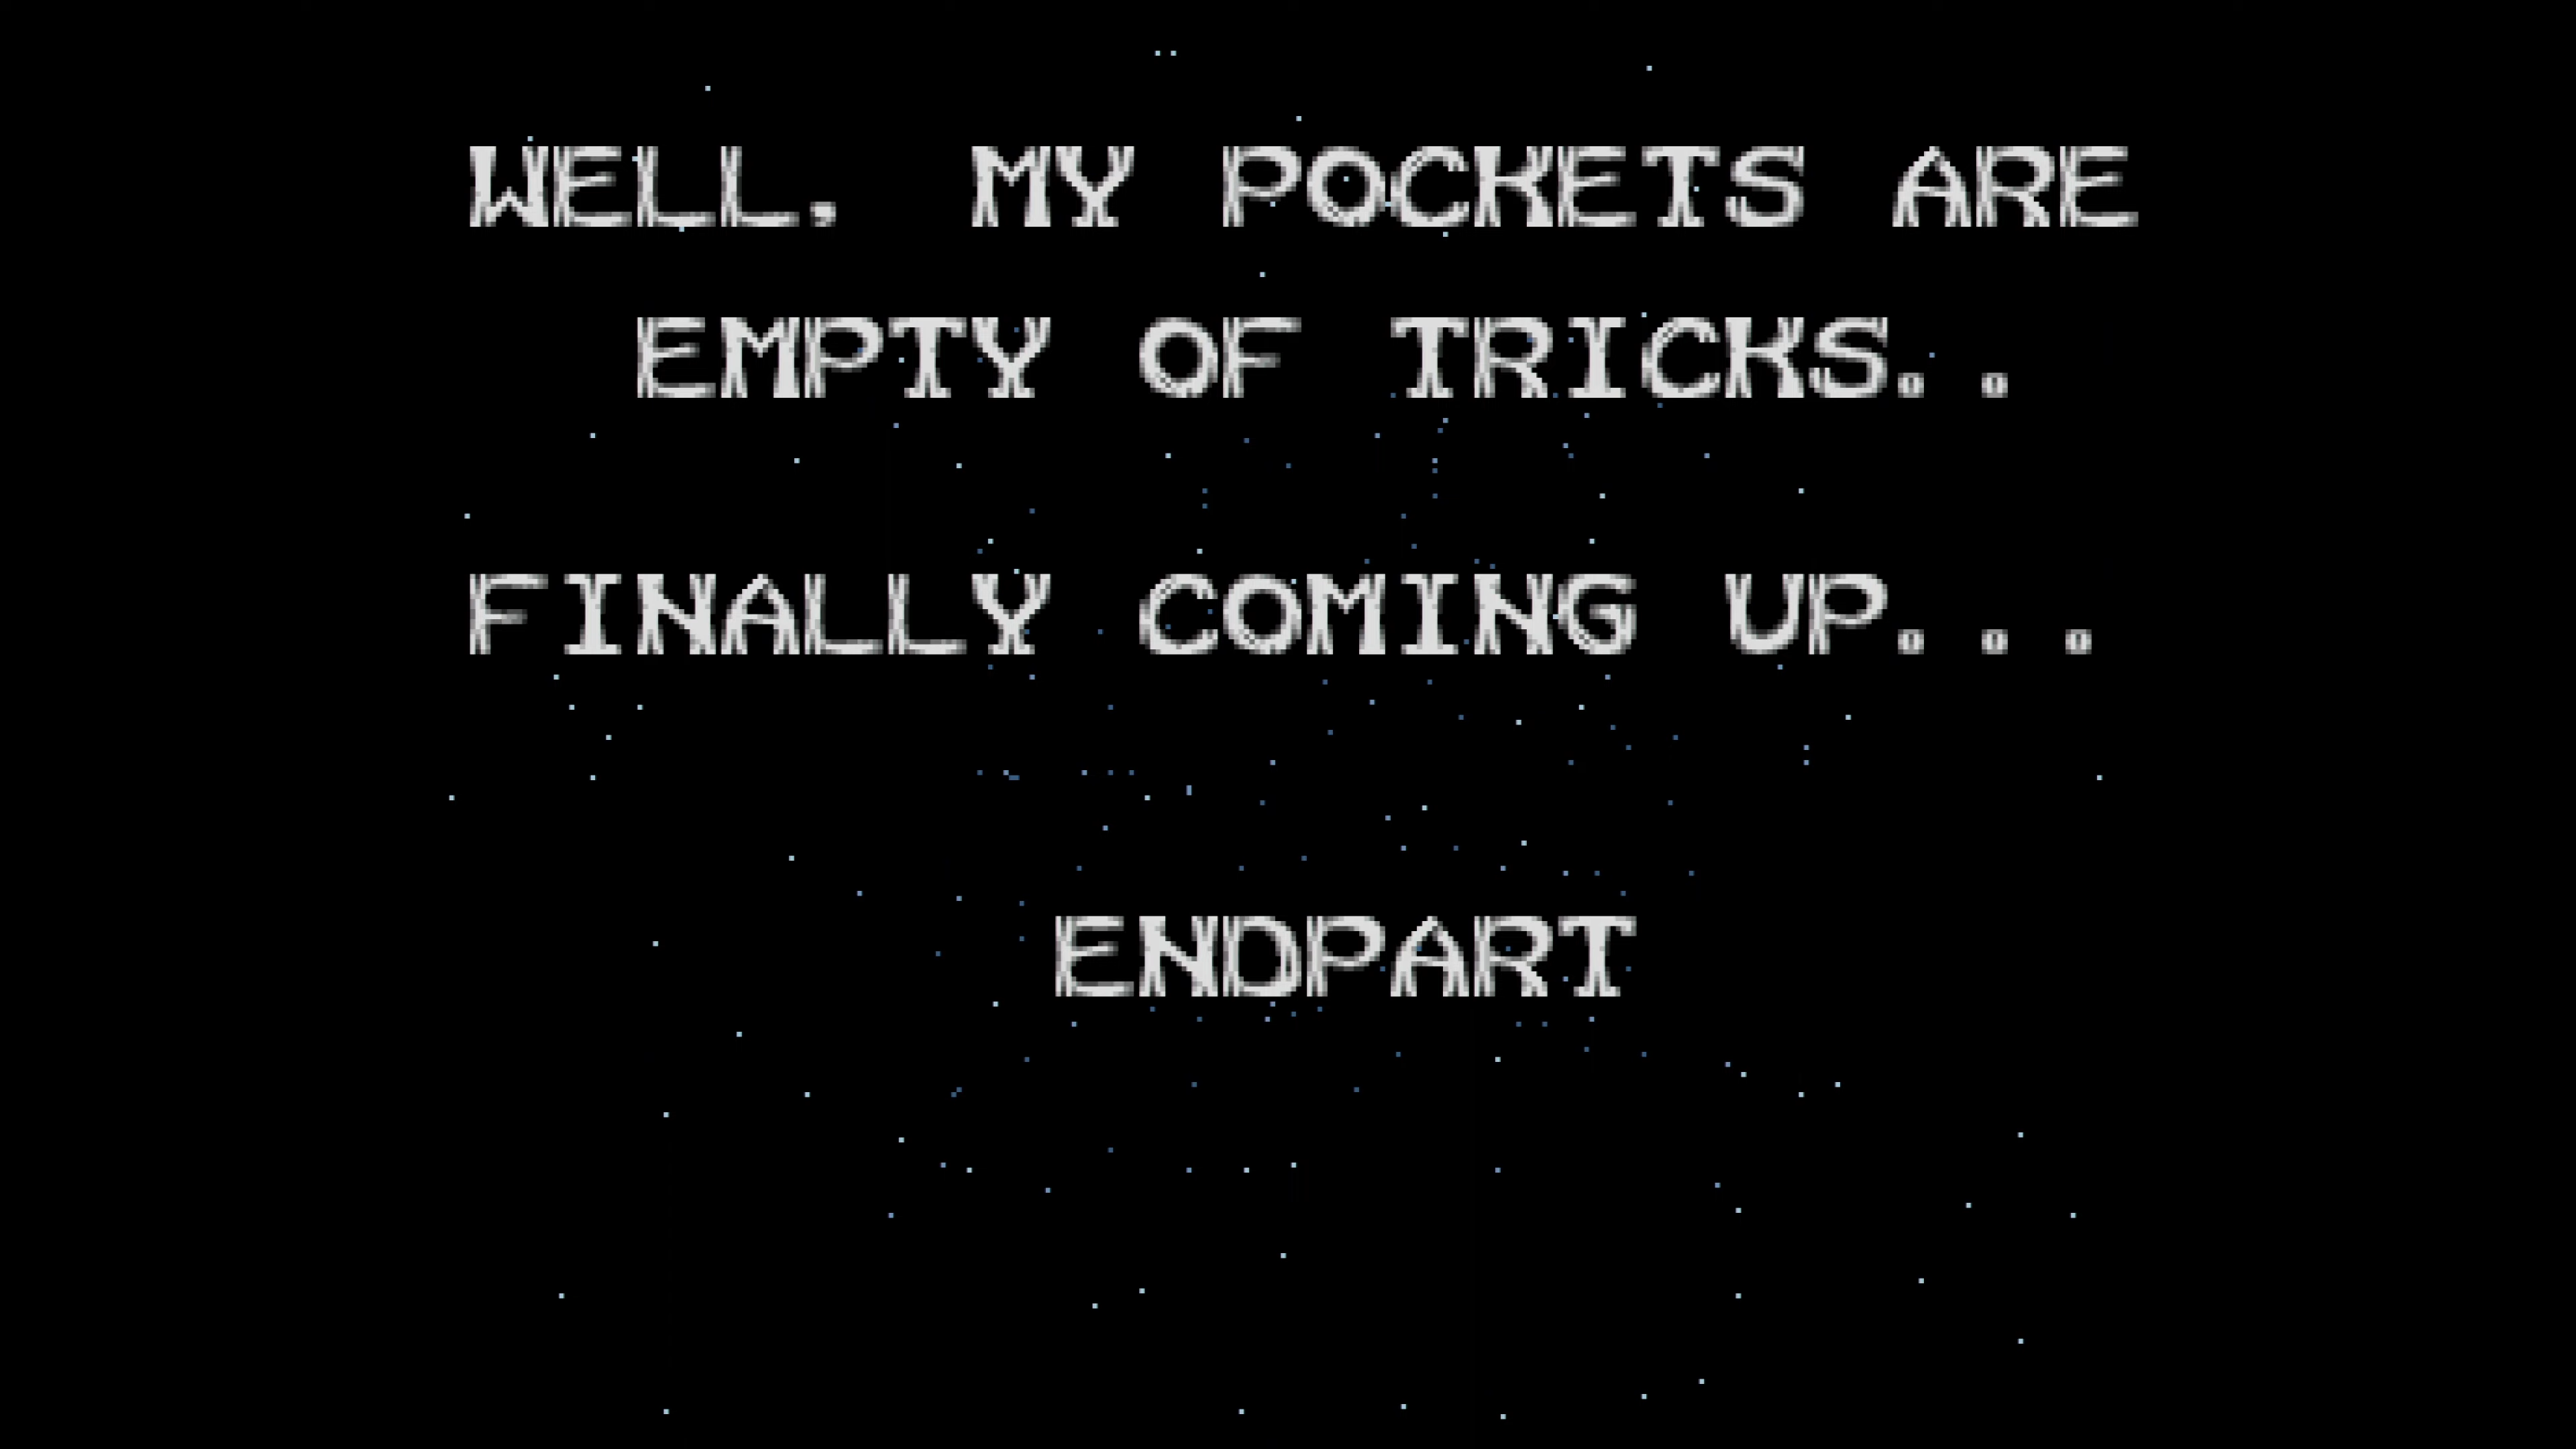 WELL, MY POCKETS ARE
EMPTY OF TRICKS..
FINALLY COMING UP...
ENDPART